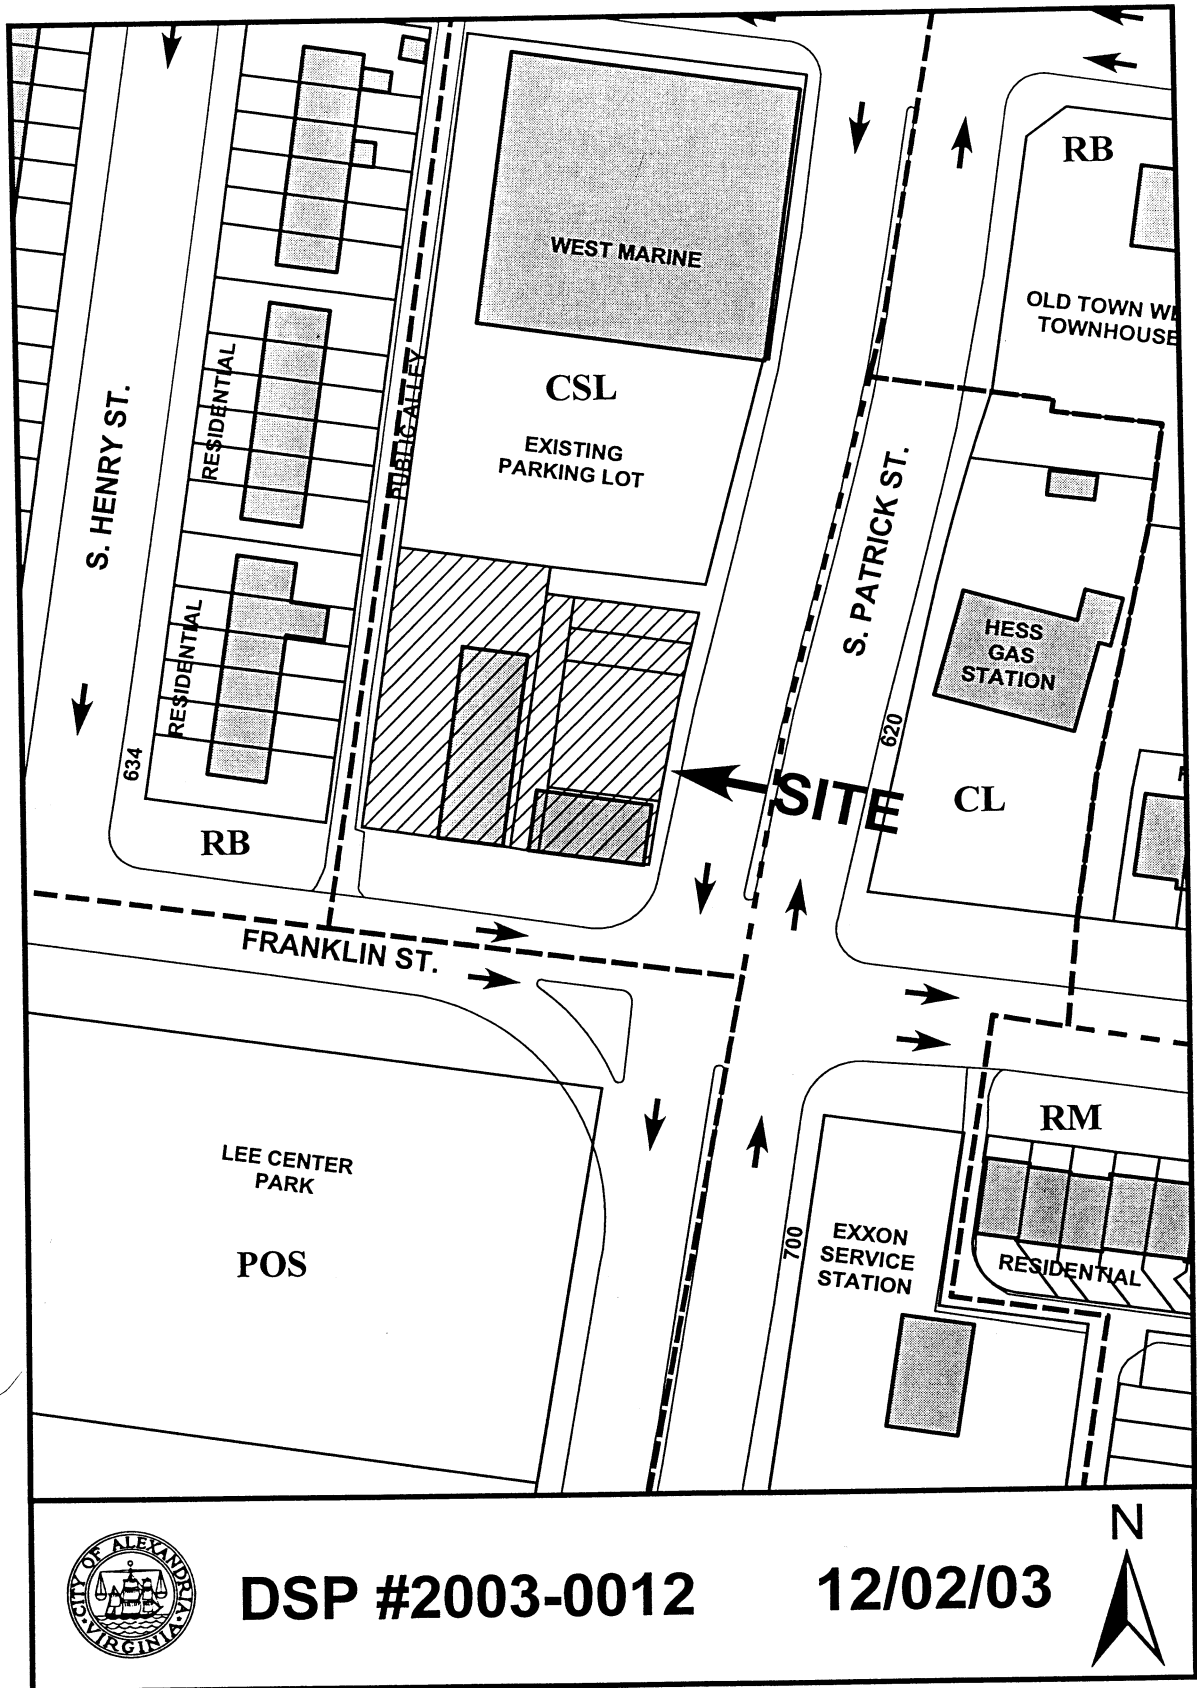 RB
WEST MARINE
OLD TOWN
TOWNHOUSE
PUBLIC ALLEY
CSL
EXISTING
PARKING LOT
RESIDENTIAL
S. HENRY ST.
S. PATRICK ST.
HESS
GAS
STATION
RESIDENTIAL
634
620
SITE
CL
RB
FRANKLIN ST.
RM
LEE CENTER
PARK
POS
700
EXXON
SERVICE
STATION
RESIDENTIAL
CITY OF ALEXANDRIA
VIRGINIA
DSP #2003-0012
12/02/03
N